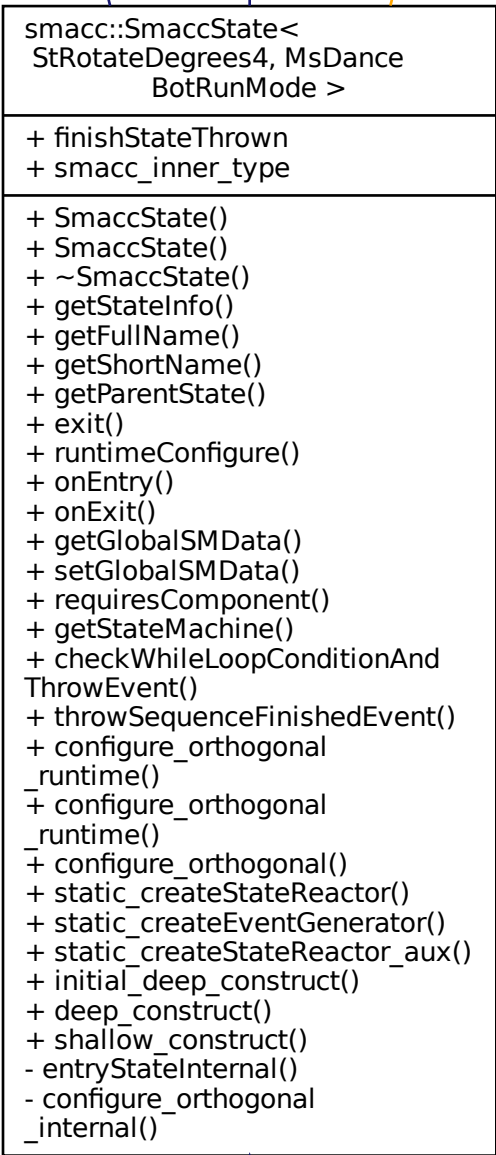 smacc::SmaccState<
StRotateDegrees4, MsDance
BotRunMode >
+ finishStateThrown
+ smacc_inner_type
+ SmaccState()
+ SmaccState()
+ ~SmaccState()
+ getStateInfo()
+ getFullName()
+ getShortName()
+ getParentState()
+ exit()
+ runtimeConfigure()
+ onEntry()
+ onExit()
+ getGlobalSMData()
+ setGlobalSMData()
+ requiresComponent()
+ getStateMachine()
+ checkWhileLoopConditionAnd
ThrowEvent()
+ throwSequenceFinishedEvent()
+ configure_orthogonal
_runtime()
+ configure_orthogonal
_runtime()
+ configure_orthogonal()
+ static_createStateReactor()
+ static_createEventGenerator()
+ static_createStateReactor_aux()
+ initial_deep_construct()
+ deep_construct()
+ shallow_construct()
- entryStateInternal()
- configure_orthogonal
_internal()